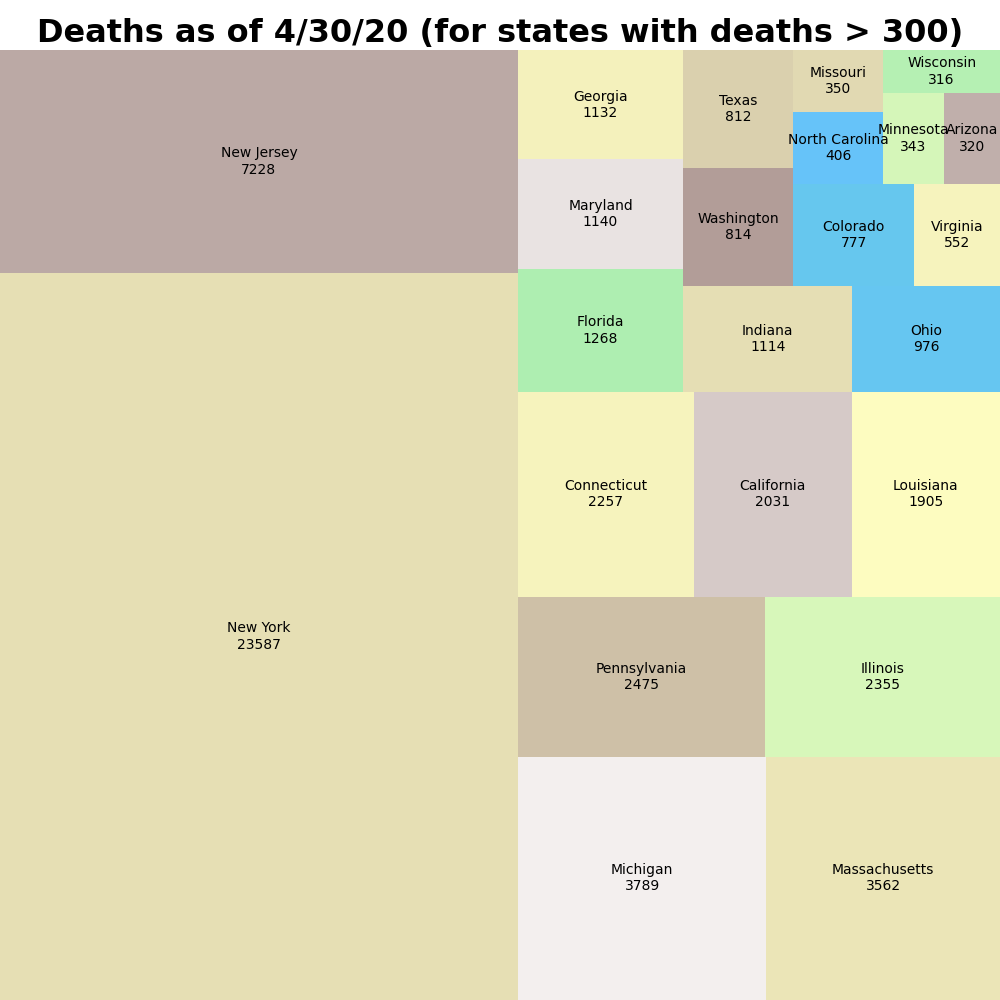 Deaths as of 4/30/20 (for states with deaths > 300)
New Jersey
7228
New York
23587
Georgia
1132
Maryland
1140
Florida
1268
Texas
812
Washington
814
Missouri
350
North Carolina
406
Wisconsin
316
Minnesota
343
Arizona
320
Colorado
777
Virginia
552
Indiana
1114
Ohio
976
Connecticut
2257
California
2031
Louisiana
1905
Pennsylvania
2475
Illinois
2355
Michigan
3789
Massachusetts
3562